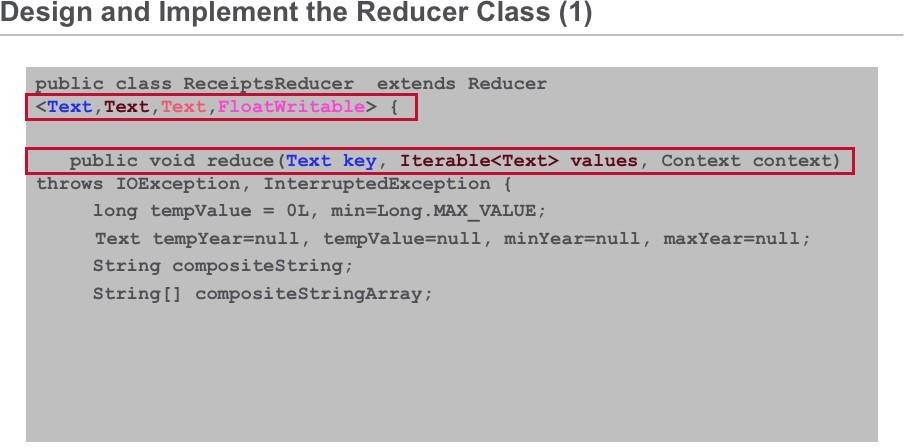 Design and Implement the Reducer Class (1)
public class ReceiptsReducer  extends Reducer
<Text,Text,Text,FloatWritable> {
public void reduce(Text key, Iterable<Text> values, Context context)
throws IOException, InterruptedException {
long tempValue = 0L, min=Long.MAX_VALUE;
Text tempYear=null, tempValue=null, minYear=null, maxYear=null;
String compositeString;
String[] compositeStringArray;